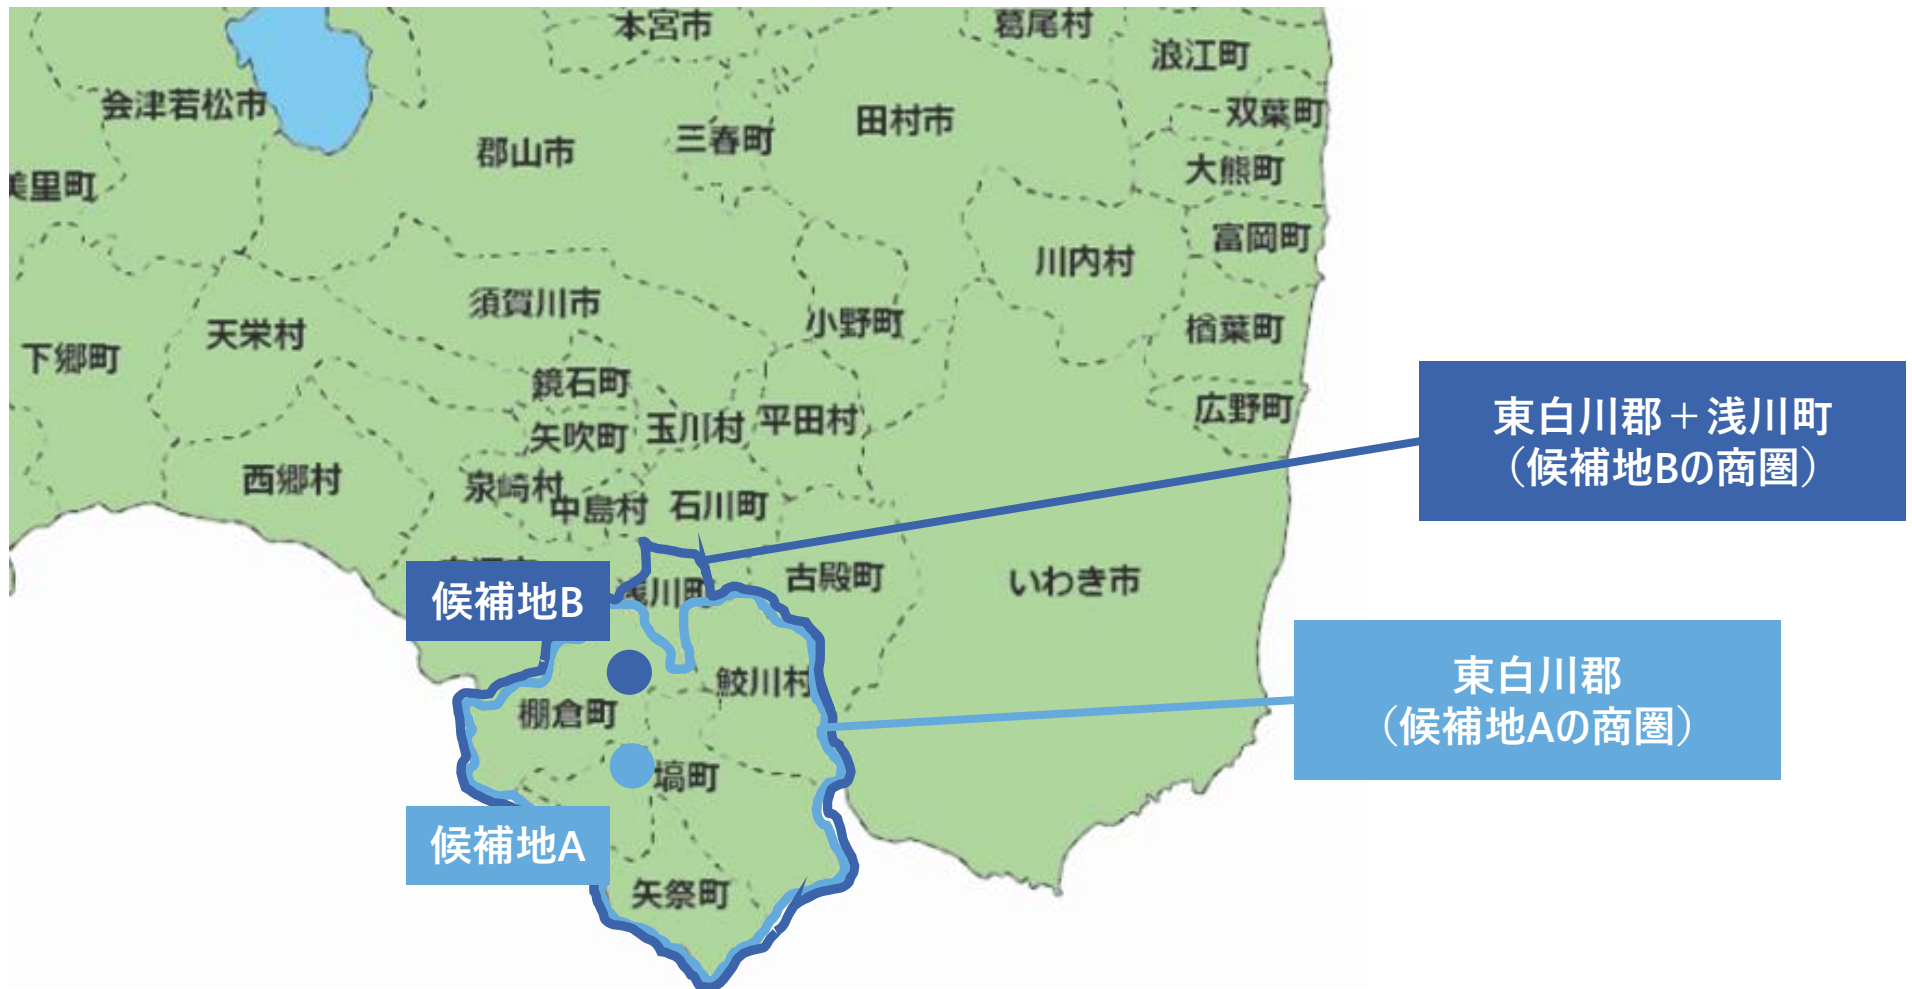 本宮市
葛尾村
浪江町
会津若松市
双葉町
田村市
三春町
郡山市
大熊町
美里町
富岡町
川内村
須賀川市
小野町
天栄村
楢葉町
下郷町
鏡石町
広野町
玉川村
平田村
矢吹町
東白川郡+浅川町
(候補地Bの商圏)
西郷村
泉崎村
中島村
石川町
古殿町
いわき市
浅川町
候補地B
東白川郡
(候補地Aの商圏)
鮫川村
棚倉町
塙町
候補地A
矢祭町